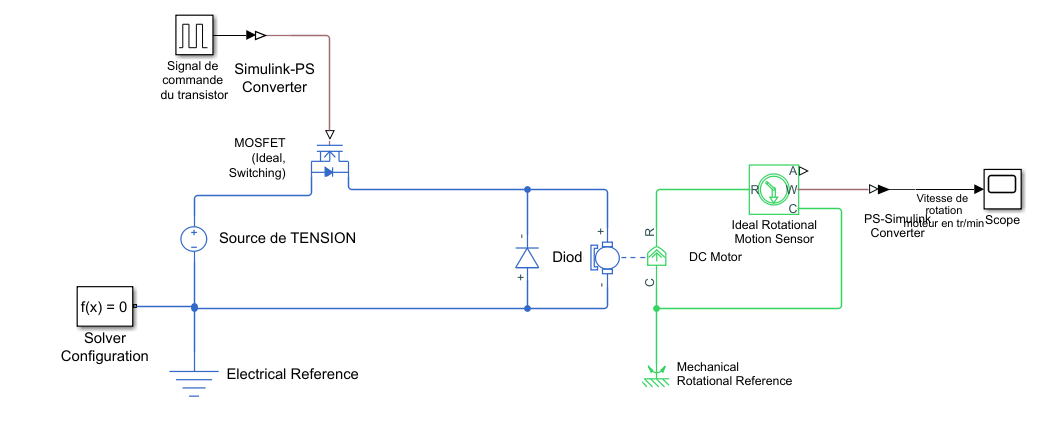 Signal de
commande
du transistor
Simulink-PS
Converter
MOSFET
(Ideal,
Switching)
+
−
Source de TENSION
f(x) = 0
Solver
Configuration
Electrical Reference
-
+
Diod
+
-
R
C
DC Motor
R
A
W
C
Ideal Rotational
Motion Sensor
Mechanical
Rotational Reference
PS-Simulink
Converter
Vitesse de
rotation
moteur en tr/min
Scope